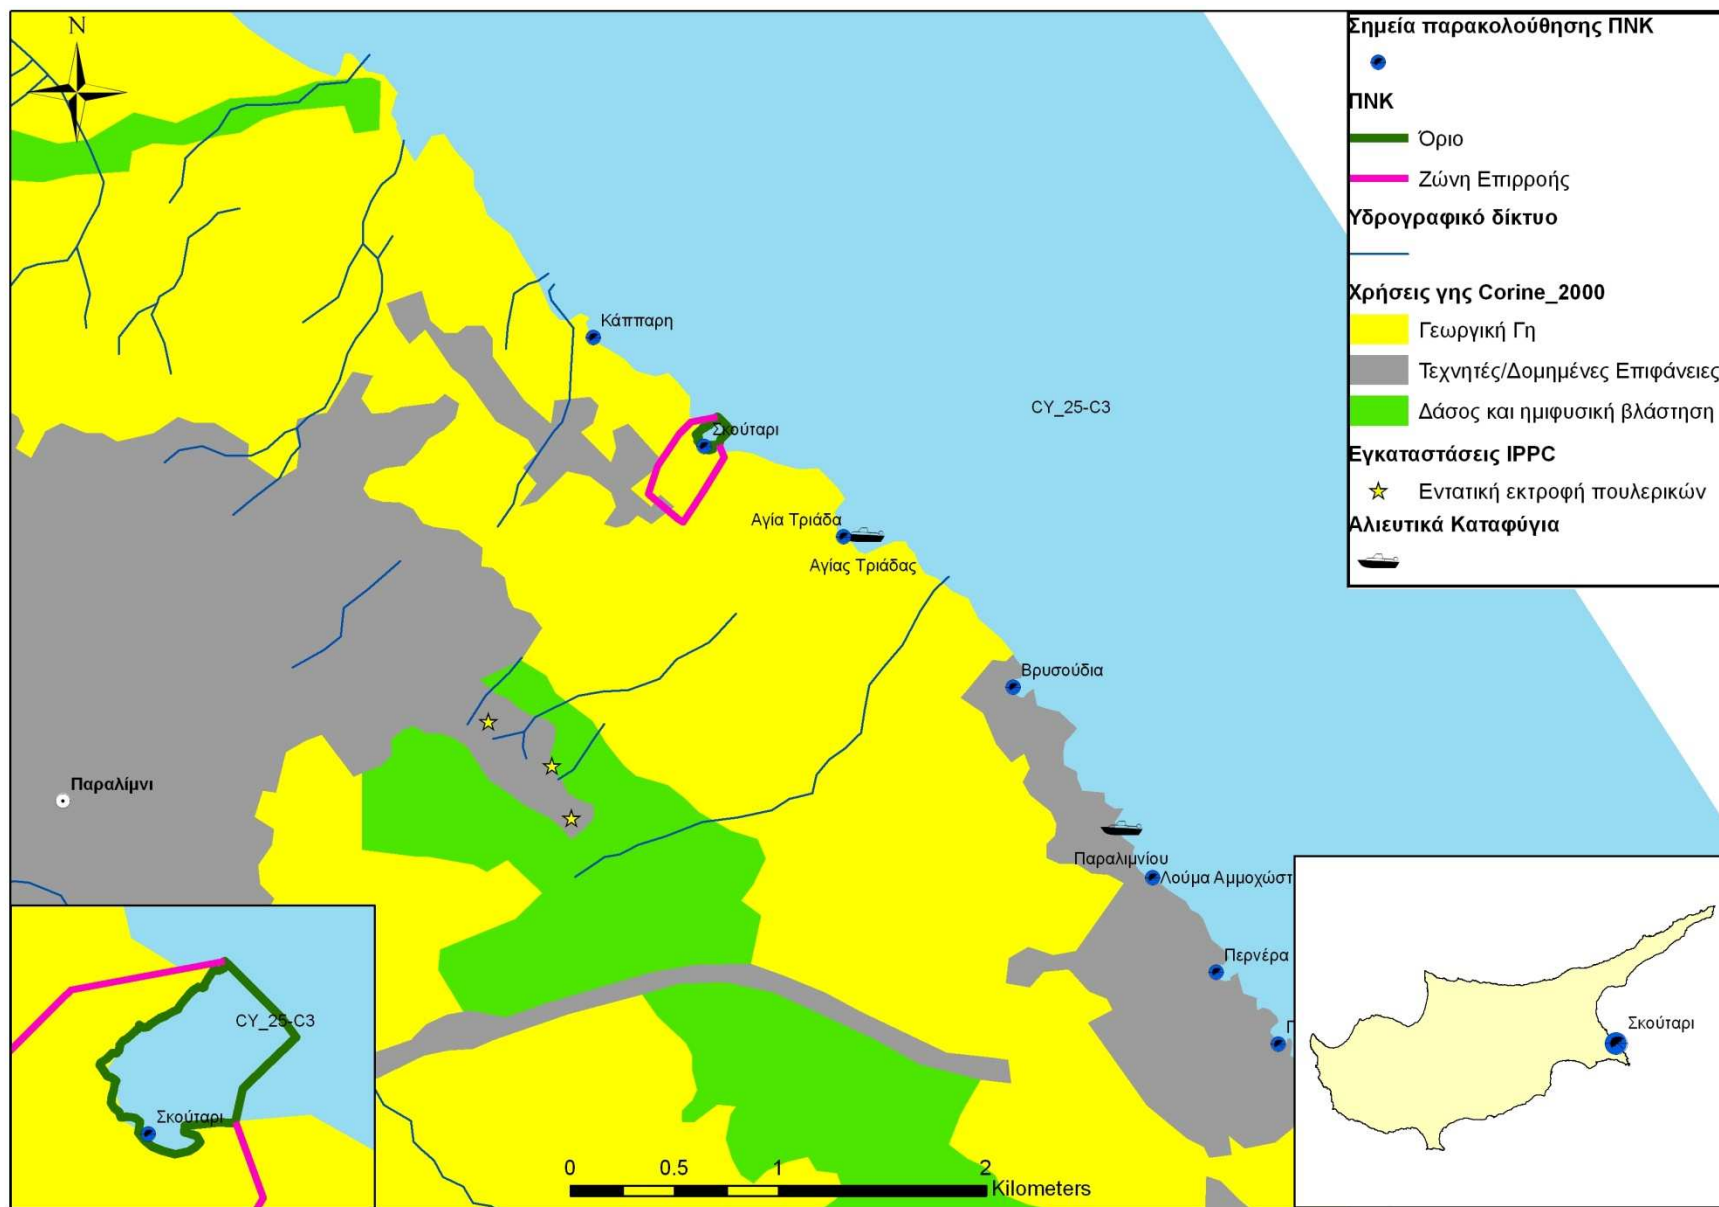 N
Σημεία παρακολούθησης ΠΝΚ
ΠΝΚ
Όριο
Ζώνη Επιρροής
Υδρογραφικό δίκτυο
Χρήσεις γης Corine_2000
Γεωργική Γη
Τεχνητές/Δομημένες Επιφάνειες
Δάσος και ημιφυσική βλάστηση
Εγκαταστάσεις IPPC
Εντατική εκτροφή πουλερικών
Αλιευτικά Καταφύγια
Κάππαρη
CY_25-C3
Σκούταρι
Αγία Τριάδα
Αγίας Τριάδας
Βρυσούδια
Παραλίμνι
Παραλιμνίου
Λούμα Αμμοχώστ
Περνέρα
Π
CY_25-C3
Σκούταρι
Σκούταρι
0 0.5 1 2
Kilometers